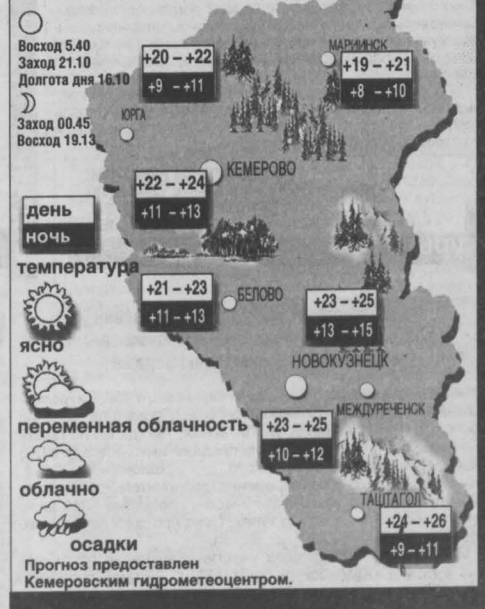 Восход 5.40
Заход 21.10
Долгота дня 16.10
Заход 00.45
Восход 19.13
+20 – +22
+9 – +11
МАРИИНСК
+19 – +21
+8 – +10
ЮРГА
КЕМЕРОВО
+22 – +24
+11 – +13
день
ночь
температура
+21 – +23
+11 – +13
БЕЛОВО
+23 – +25
+13 – +15
ясно
НОВОКУЗНЕЦК
МЕЖДУРЕЧЕНСК
переменная облачность
+23 – +25
+10 – +12
облачно
ТАШТАГОЛ
+24 – +26
+9 – +11
осадки
Прогноз предоставлен
Кемеровским гидрометеоцентром.